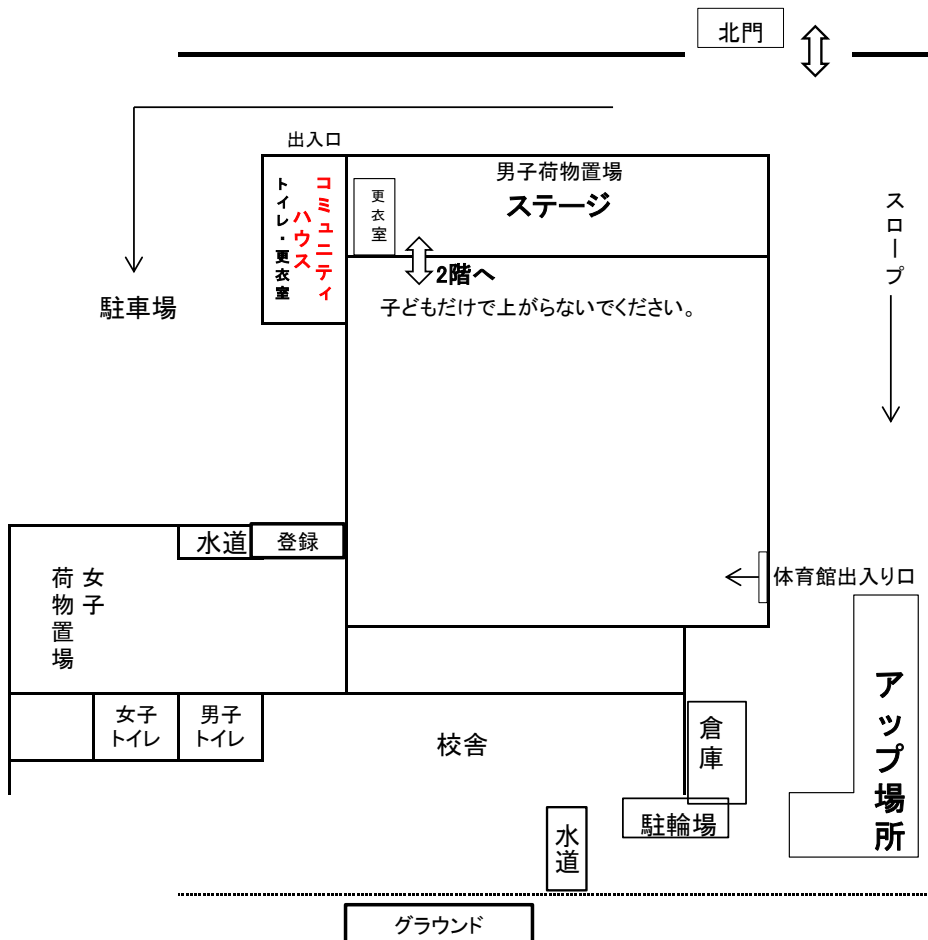 北門
出入口
男子荷物置場
ステージ
更衣室
コミュニティ
ハウス
トイレ・更衣室
スロープ
2階へ
子どもだけで上がらないでください。
駐車場
水道
登録
体育館出入り口
女子
荷物置場
アップ場所
女子
トイレ
男子
トイレ
校舎
倉庫
駐輪場
水道
グラウンド